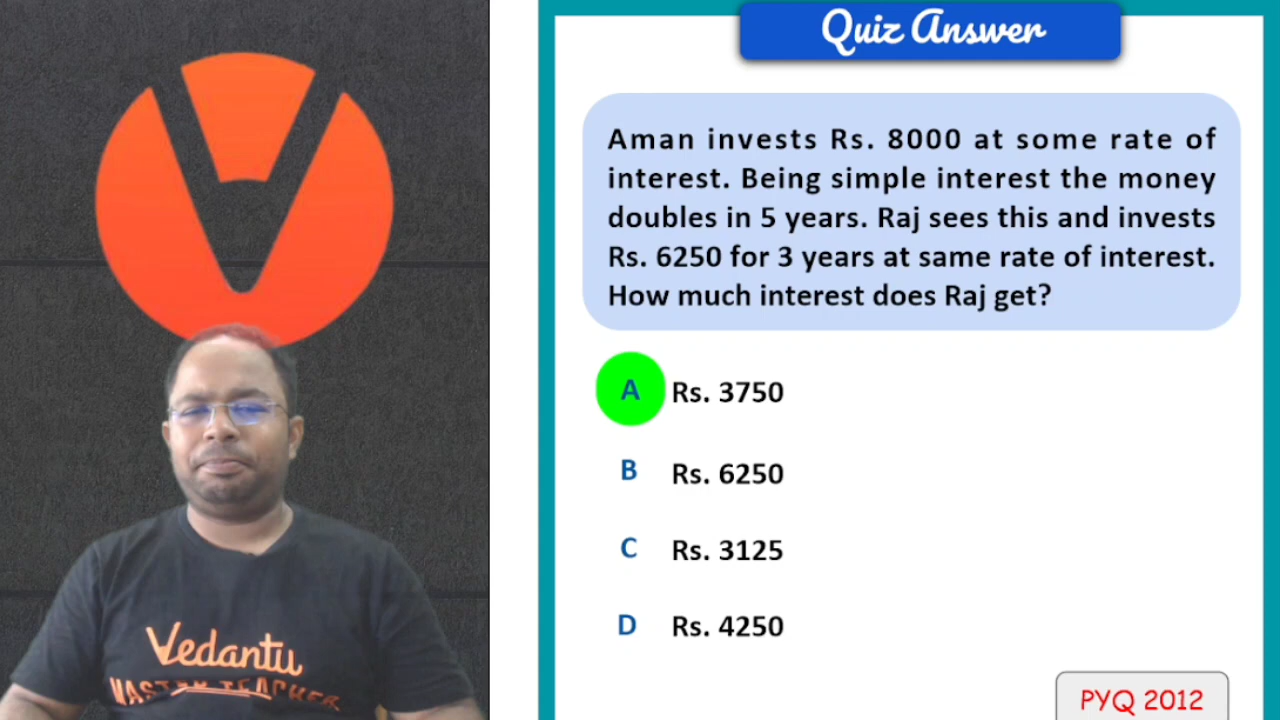 Quiz Answer
Aman invests Rs. 8000 at some rate of
interest. Being simple interest the money
doubles in 5 years. Raj sees this and invests
Rs. 6250 for 3 years at same rate of interest.
How much interest does Raj get?
A Rs. 3750
B Rs. 6250
C Rs. 3125
D Rs. 4250
PYQ 2012
Vedantu
MASTER TEACHER